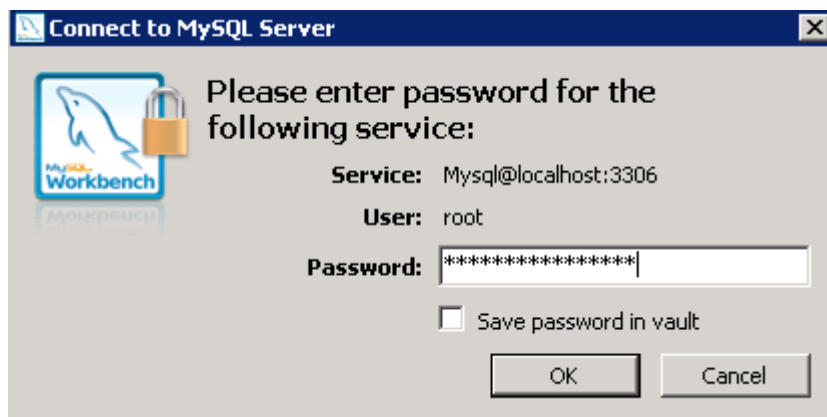 Connect to MySQL Server
Please enter password for the
following service:
MySQL
Workbench
Service: Mysql@localhost:3306
User: root
Password: ****************
Save password in vault
OK Cancel